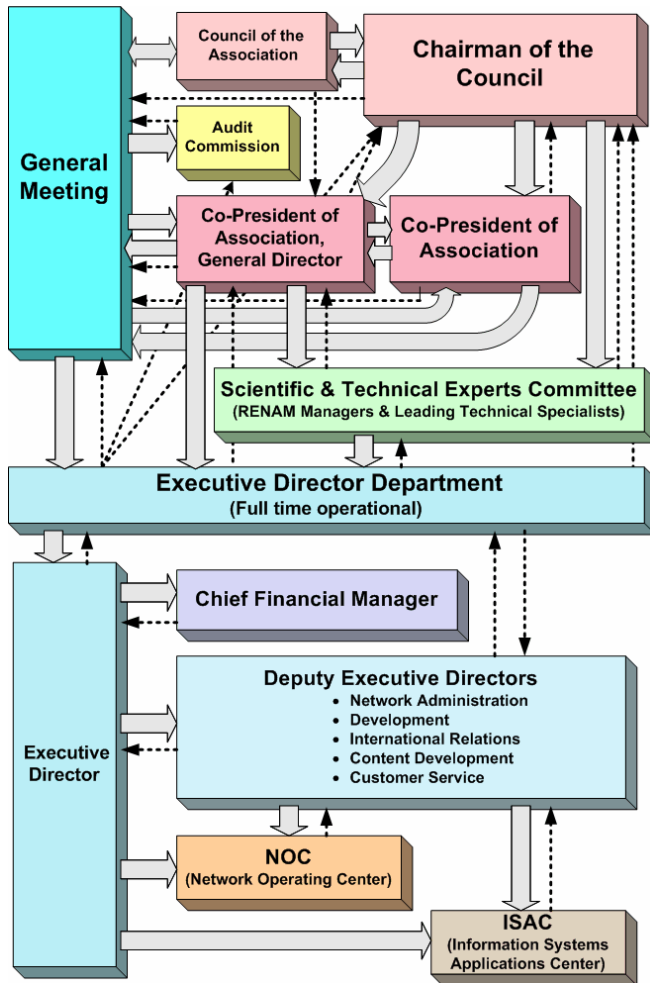 Council of the
Association
Chairman of the
Council
General
Meeting
Audit
Commission
Co-President of
Association,
General Director
Co-President of
Association
Scientific & Technical Experts Committee
(RENAM Managers & Leading Technical Specialists)
Executive Director Department
(Full time operational)
Executive
Director
Chief Financial Manager
Deputy Executive Directors
• Network Administration
• Development
• International Relations
• Content Development
• Customer Service
NOC
(Network Operating Center)
ISAC
(Information Systems
Applications Center)